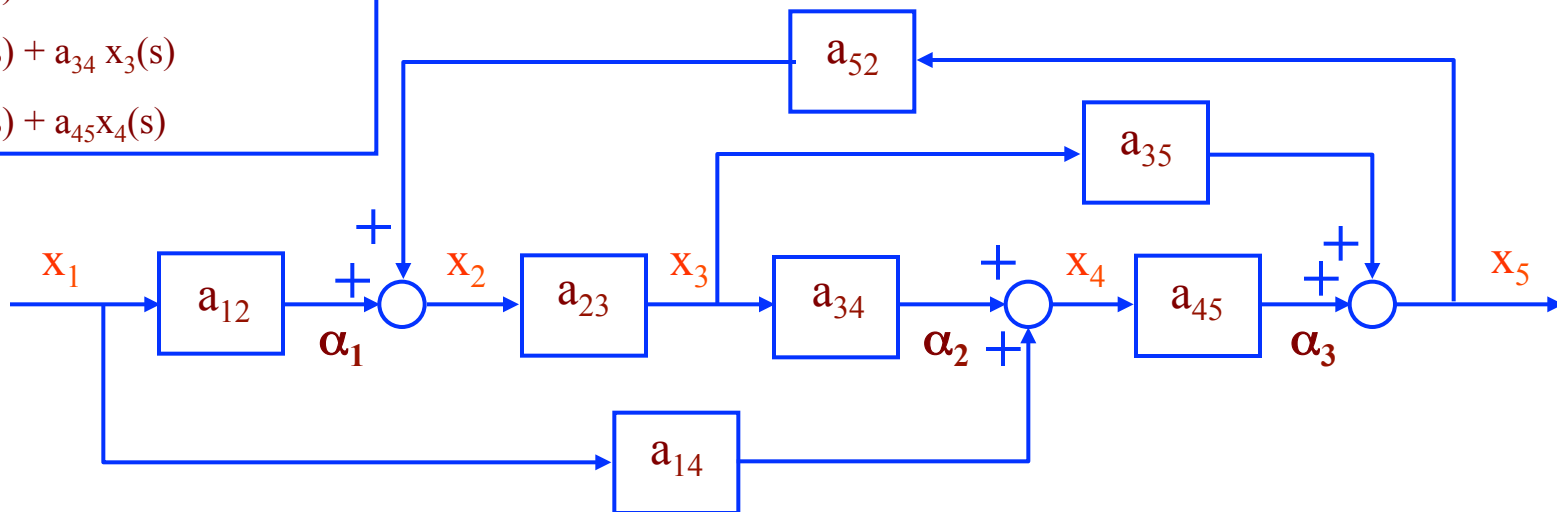 ) + a₃₄ x₃(s)
) + a₄₅x₄(s)
a₅₂
a₃₅
+
+
x₁
a₁₂
α₁
x₂
a₂₃
x₃
a₃₄
α₂
+
+
x₄
a₄₅
α₃
+
+
x₅
a₁₄